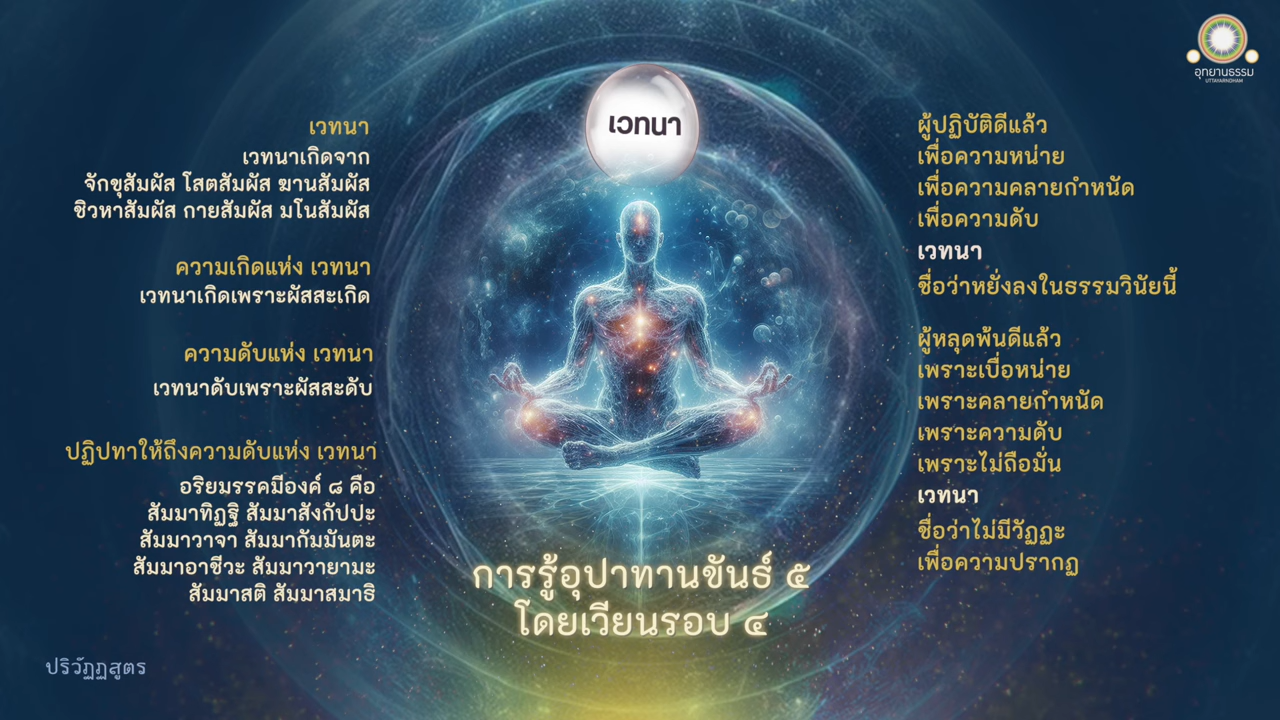 อุทยานธรรม
UTTAYARNDHAM
เวทนา
เวทนา
เวทนาเกิดจาก
จักขุสัมผัส โสตสัมผัส ฆานสัมผัส
ชิวหาสัมผัส กายสัมผัส มโนสัมผัส
ความเกิดแห่ง เวทนา
เวทนาเกิดเพราะผัสสะเกิด
ความดับแห่ง เวทนา
เวทนาดับเพราะผัสสะดับ
ปฏิปทาให้ถึงความดับแห่ง เวทนา
อริยมรรคมีองค์ ๘ คือ
สัมมาทิฏฐิ สัมมาสังกัปปะ
สัมมาวาจา สัมมากัมมันตะ
สัมมาอาชีวะ สัมมาวายามะ
สัมมาสติ สัมมาสมาธิ
ผู้ปฏิบัติดีแล้ว
เพื่อความหน่าย
เพื่อความคลายกำหนัด
เพื่อความดับ
เวทนา
ชื่อว่าหยั่งลงในธรรมวินัยนี้
ผู้หลุดพ้นดีแล้ว
เพราะเบื่อหน่าย
เพราะคลายกำหนัด
เพราะความดับ
เพราะไม่ถือมั่น
เวทนา
ชื่อว่าไม่มีวัฏฏะ
เพื่อความปรากฏ
การรู้อุปาทานขันธ์ ๕
โดยเวียนรอบ ๔
ปริวัฏฏสูตร